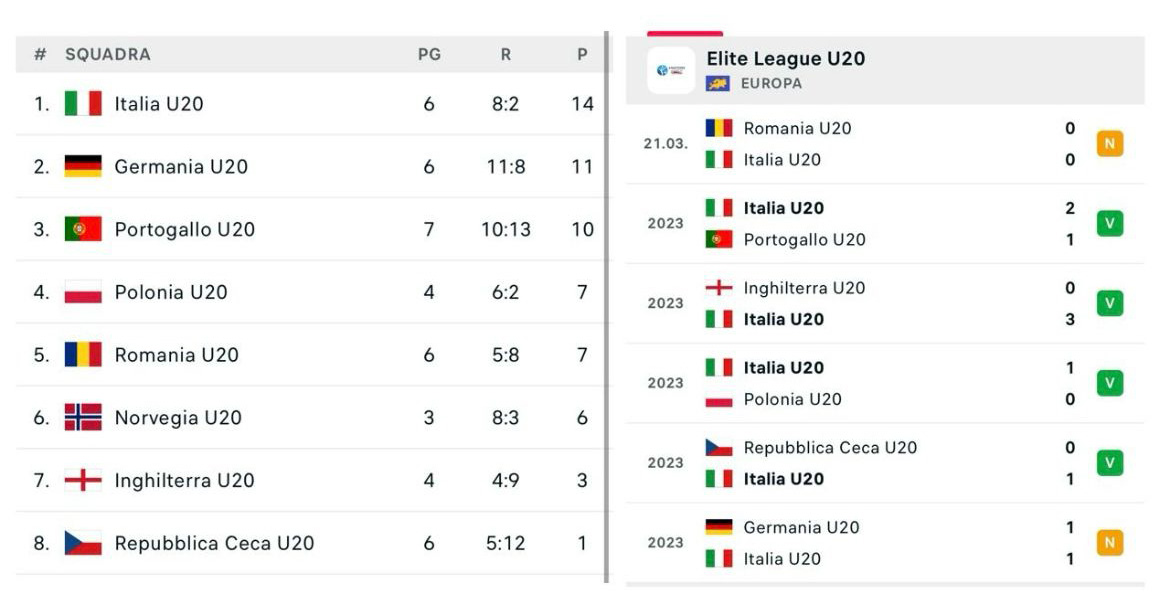 # SQUADRA PG R P
1. Italia U20 6 8:2 14
2. Germania U20 6 11:8 11
3. Portogallo U20 7 10:13 10
4. Polonia U20 4 6:2 7
5. Romania U20 6 5:8 7
6. Norvegia U20 3 8:3 6
7. Inghilterra U20 4 4:9 3
8. Repubblica Ceca U20 6 5:12 1
Elite League U20
EUROPA
21.03.
Romania U20 0
Italia U20 0
N
2023
Italia U20 2
Portogallo U20 1
V
2023
Inghilterra U20 0
Italia U20 3
V
2023
Italia U20 1
Polonia U20 0
V
2023
Repubblica Ceca U20 0
Italia U20 1
V
2023
Germania U20 1
Italia U20 1
N